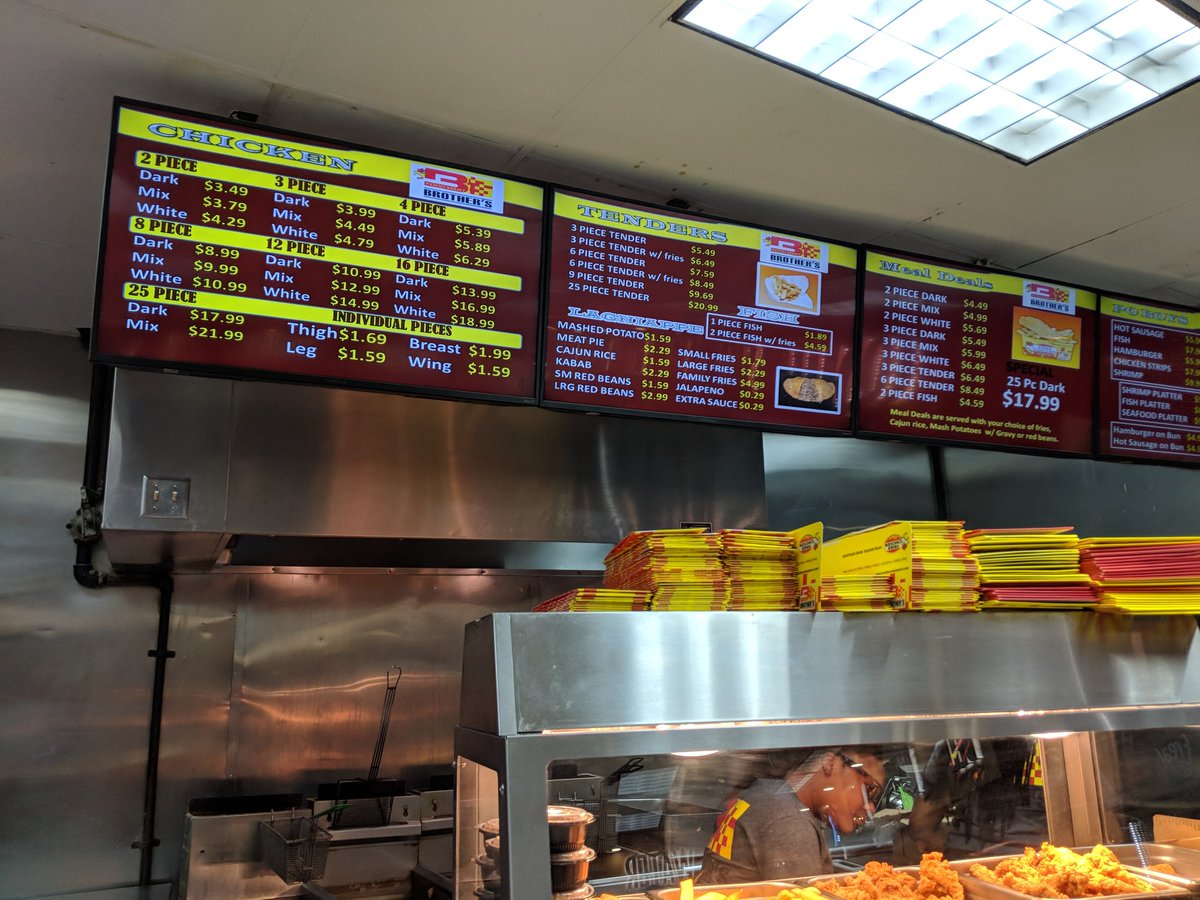 CHICKEN
FOOD MART
BROTHER'S
2 PIECE
Dark $3.49
Mix $3.79
White $4.29
3 PIECE
Dark $3.99
Mix $4.49
White $4.79
4 PIECE
Dark $5.39
Mix $5.89
White $6.29
8 PIECE
Dark $8.99
Mix $9.99
White $10.99
12 PIECE
Dark $10.99
Mix $12.99
White $14.99
16 PIECE
Dark $13.99
Mix $16.99
White $18.99
25 PIECE
Dark $17.99
Mix $21.99
INDIVIDUAL PIECES
Thigh $1.69 Breast $1.99
Leg $1.59 Wing $1.59
TENDERS
BROTHER'S
3 PIECE TENDER $5.49
3 PIECE TENDER w/ fries $6.49
6 PIECE TENDER $7.59
6 PIECE TENDER w/ fries $8.49
9 PIECE TENDER $9.69
25 PIECE TENDER $20.99
LAGNIAPPE
MASHED POTATO $1.59
MEAT PIE $2.29
CAJUN RICE $1.59
KABAB $2.29
SM RED BEANS $1.59
LRG RED BEANS $2.99
SMALL FRIES $1.79
LARGE FRIES $2.29
FAMILY FRIES $4.99
JALAPENO $0.29
EXTRA SAUCE $0.29
FISH
1 PIECE FISH $1.89
2 PIECE FISH w/ fries $4.59
Meal Deals
BROTHER'S
2 PIECE DARK $4.49
2 PIECE MIX $4.99
2 PIECE WHITE $5.69
3 PIECE DARK $5.49
3 PIECE MIX $5.99
3 PIECE WHITE $6.49
3 PIECE TENDER $6.49
6 PIECE TENDER $8.49
2 PIECE FISH $4.59
SPECIAL
25 Pc Dark
$17.99
Meal Deals are served with your choice of fries,
Cajun rice, Mash Potatoes w/ Gravy or red beans.
PO BOYS
HOT SAUSAGE
FISH
HAMBURGER
CHICKEN STRIPS
SHRIMP
SHRIMP PLATTER
FISH PLATTER
SEAFOOD PLATTER
Hamburger on Bun
Hot Sausage on Bun